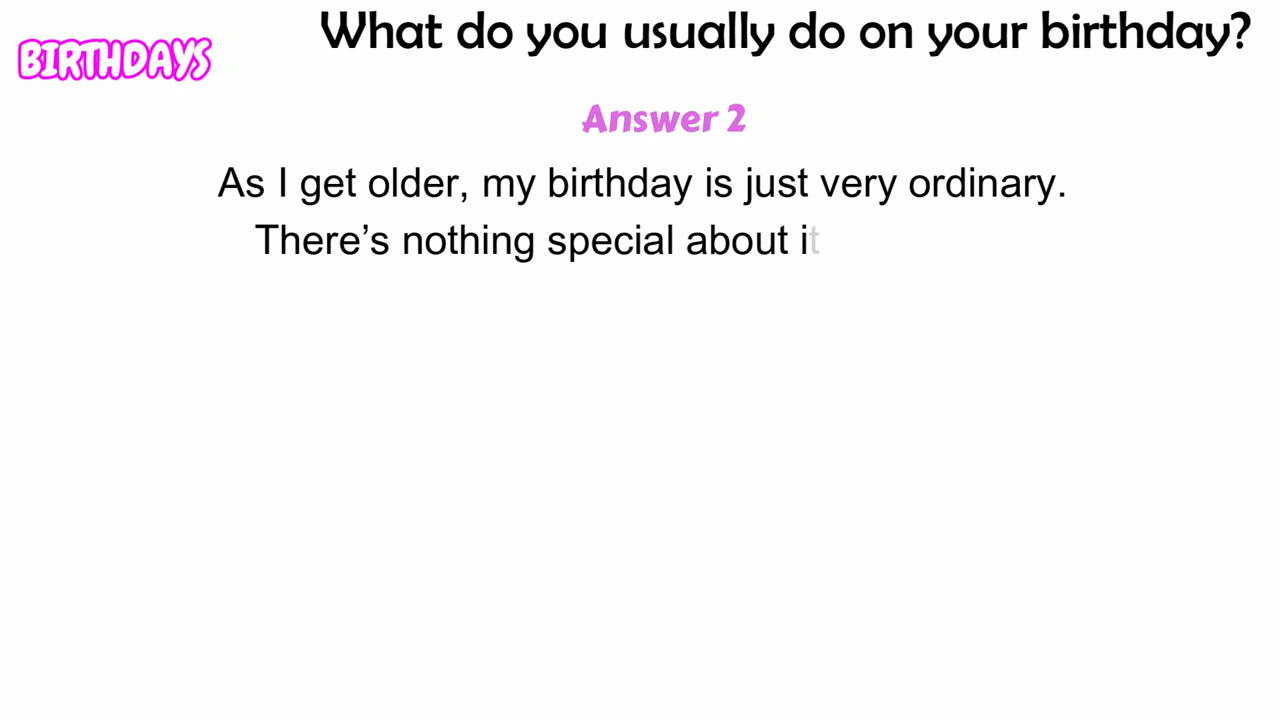 BIRTHDAYS
What do you usually do on your birthday?
Answer 2
As I get older, my birthday is just very ordinary.
There’s nothing special about it